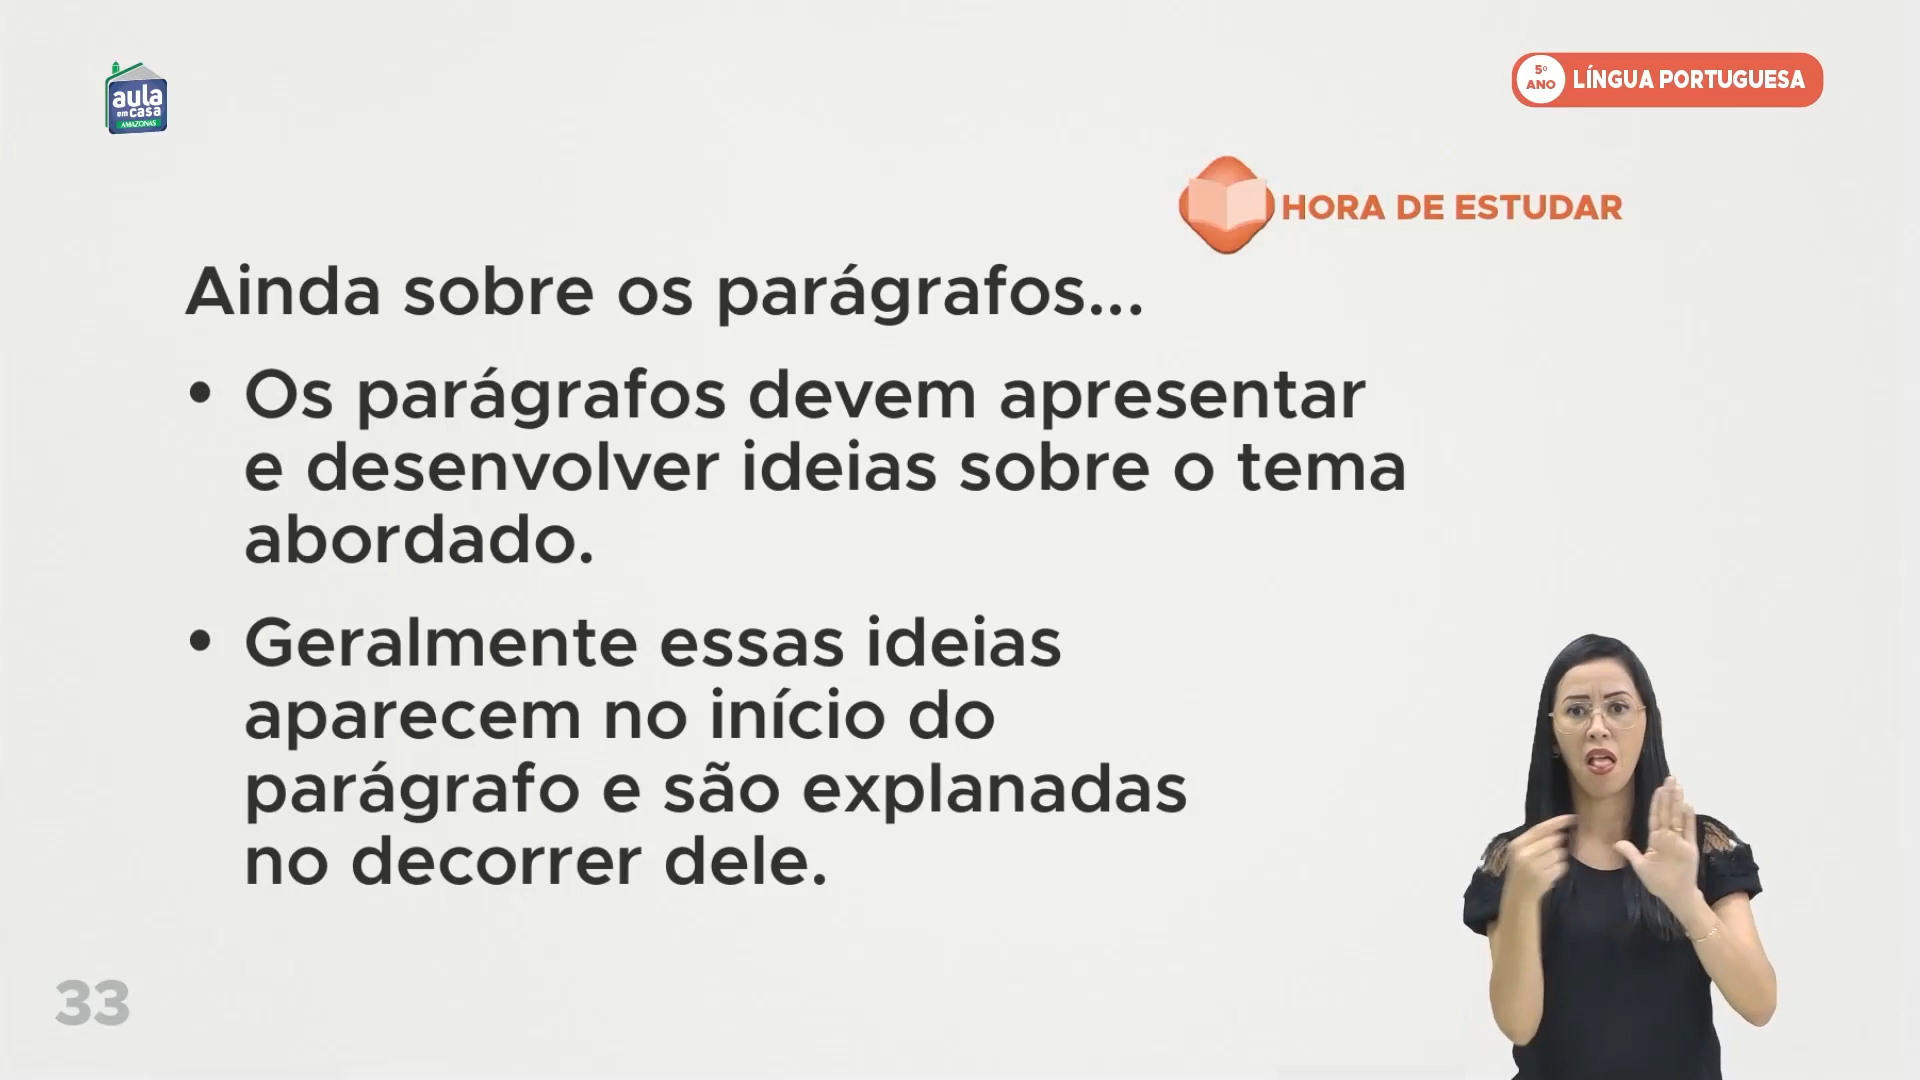 aula
em casa
AMAZONAS
5º
ANO
LÍNGUA PORTUGUESA
HORA DE ESTUDAR
Ainda sobre os parágrafos...
• Os parágrafos devem apresentar
e desenvolver ideias sobre o tema
abordado.
• Geralmente essas ideias
aparecem no início do
parágrafo e são explanadas
no decorrer dele.
33